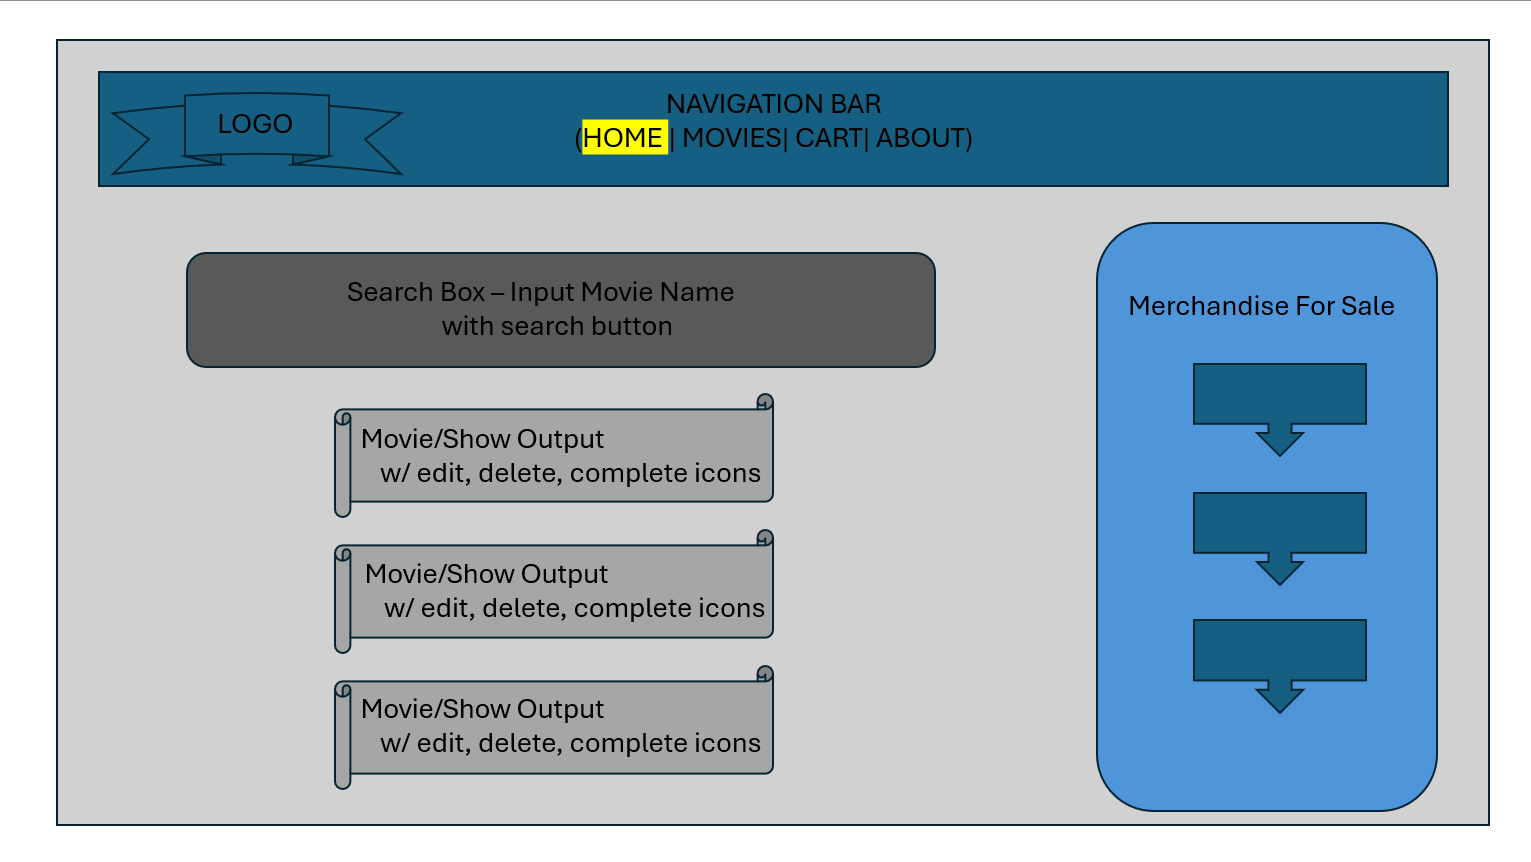 LOGO
NAVIGATION BAR
(HOME | MOVIES| CART| ABOUT)
Search Box – Input Movie Name
with search button
Merchandise For Sale
Movie/Show Output
w/ edit, delete, complete icons
Movie/Show Output
w/ edit, delete, complete icons
Movie/Show Output
w/ edit, delete, complete icons